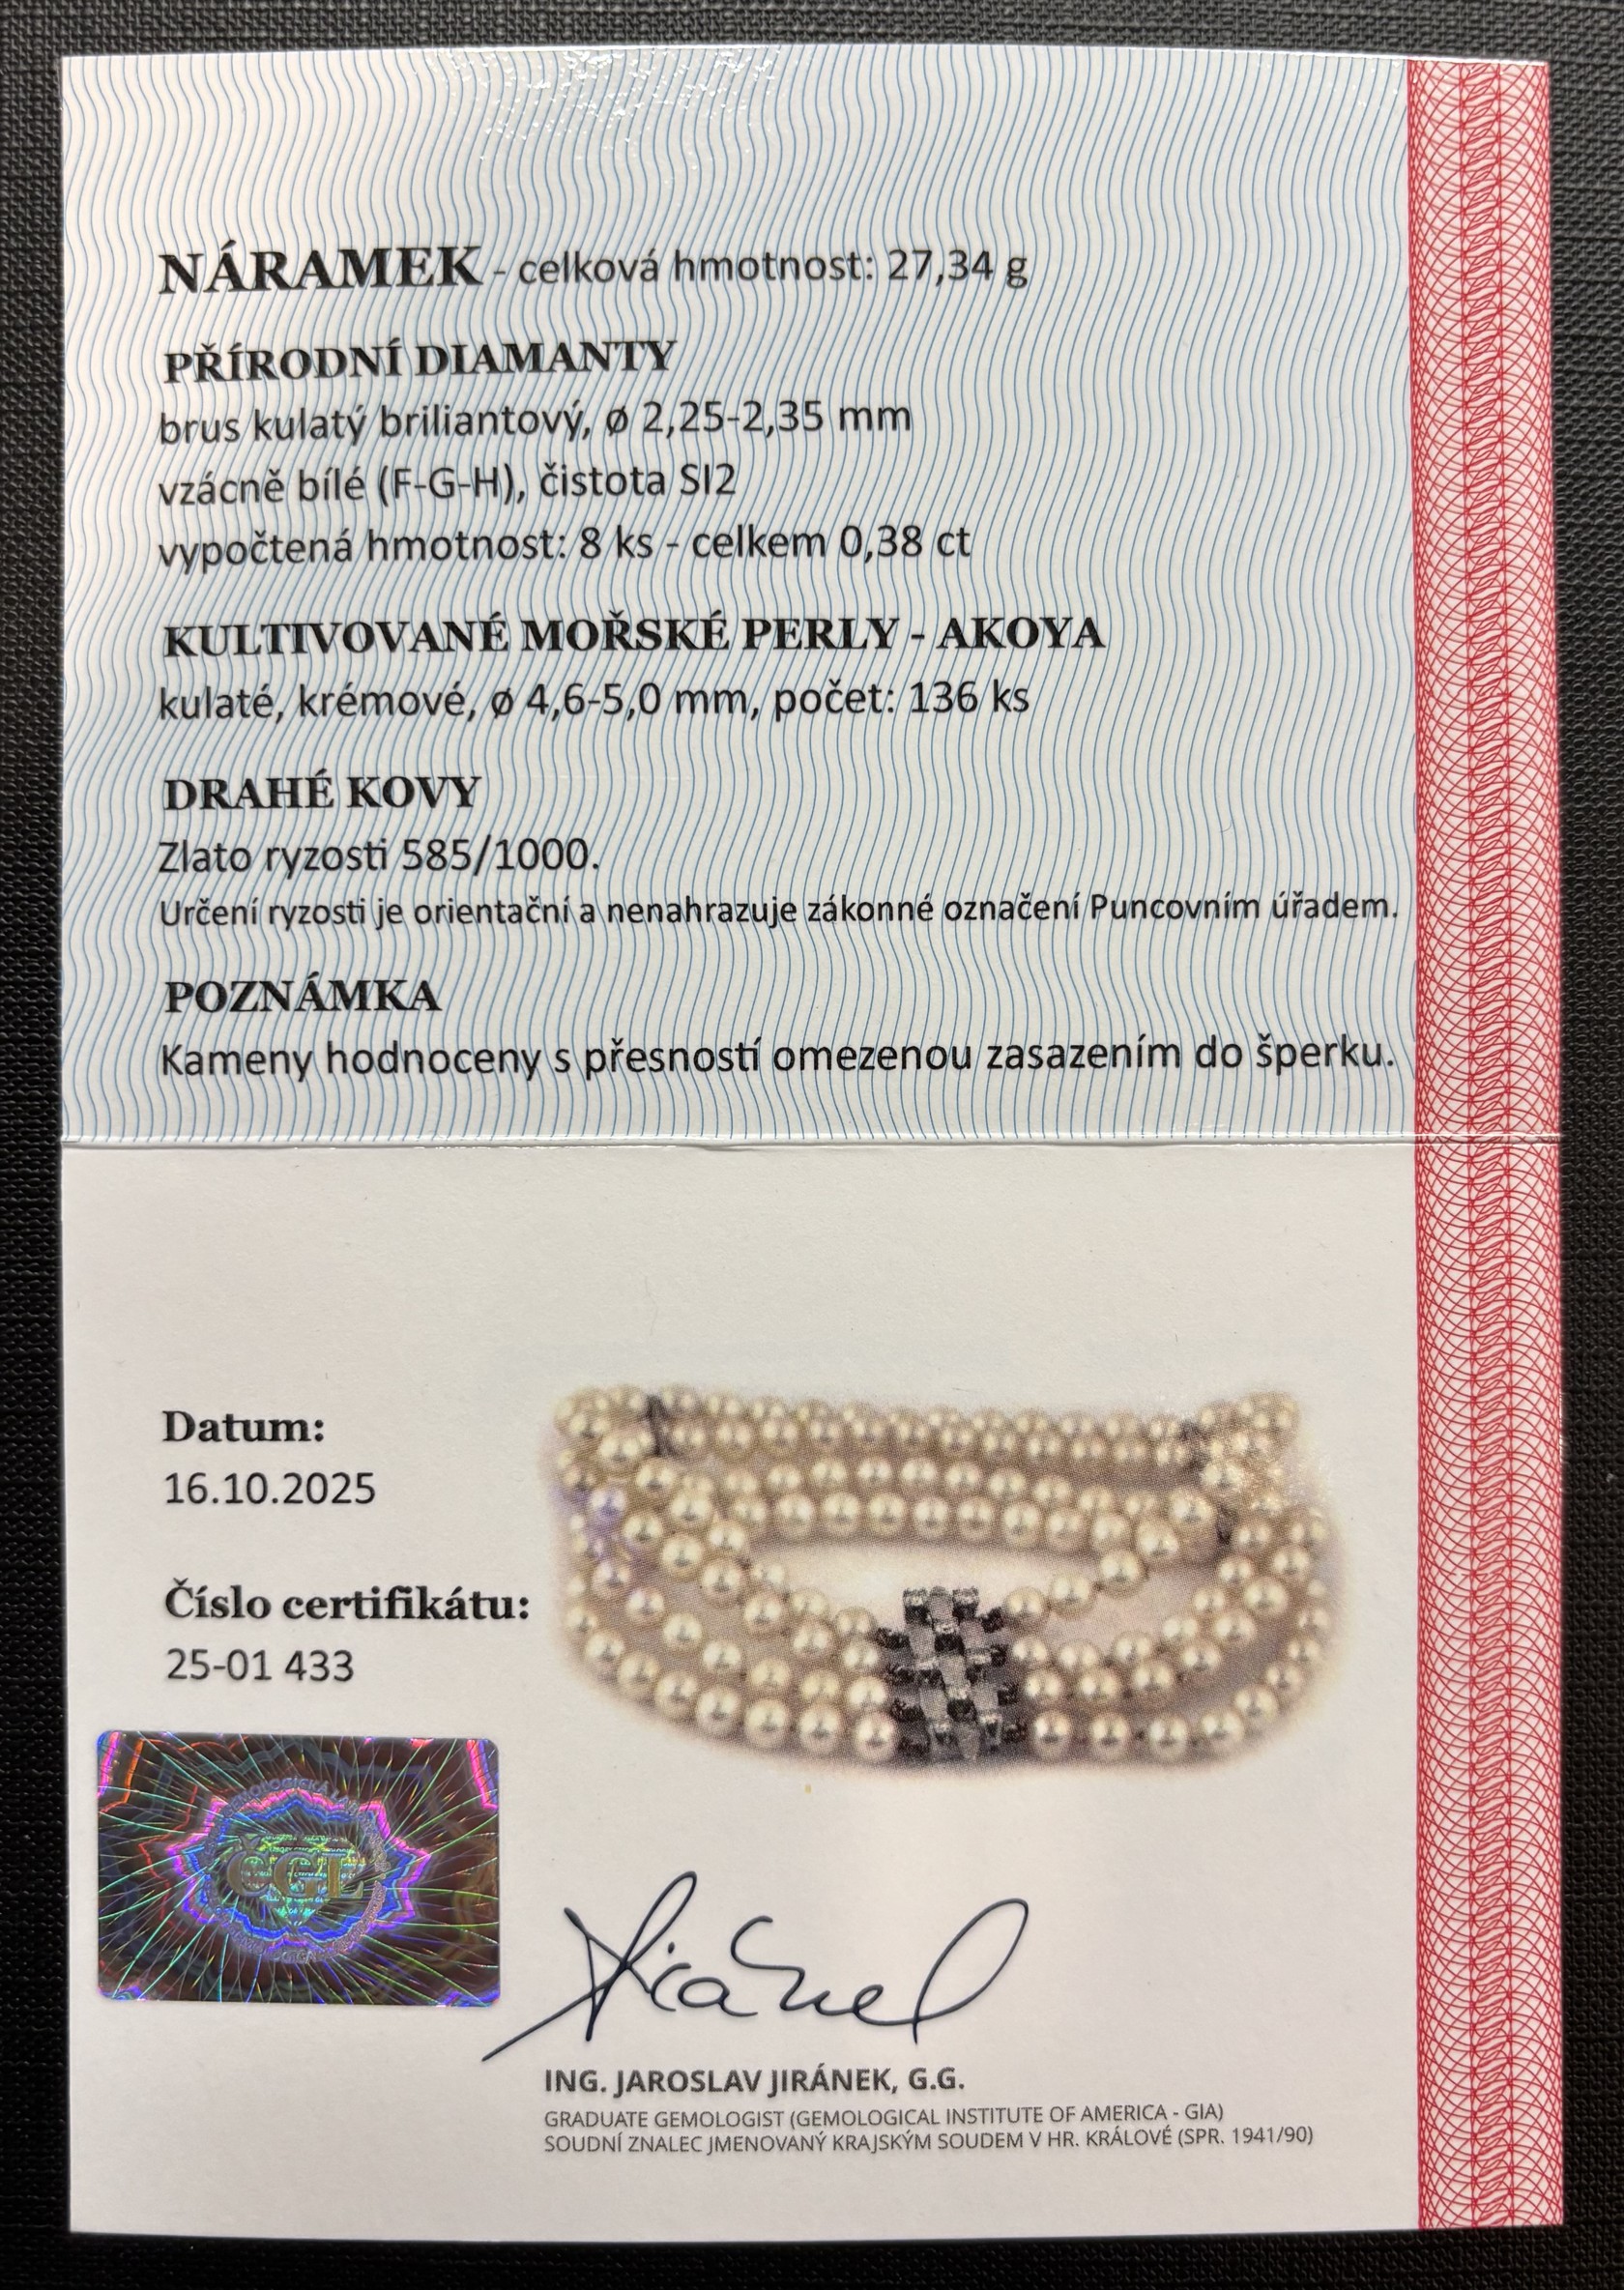 NÁRAMEK - celková hmotnost: 27,34 g
PŘÍRODNÍ DIAMANTY
brus kulatý briliantový, ø 2,25-2,35 mm
vzácně bílé (F-G-H), čistota SI2
vypočtená hmotnost: 8 ks - celkem 0,38 ct
KULTIVOVANÉ MOŘSKÉ PERLY - AKOYA
kulaté, krémové, ø 4,6-5,0 mm, počet: 136 ks
DRAHÉ KOVY
Zlato ryzosti 585/1000.
Určení ryzosti je orientační a nenahrazuje zákonné označení Puncovním úřadem.
POZNÁMKA
Kameny hodnoceny s přesností omezenou zasazením do šperku.
Datum:
16.10.2025
Číslo certifikátu:
25-01 433
ČGL
Jiránek
ING. JAROSLAV JIRÁNEK, G.G.
GRADUATE GEMOLOGIST (GEMOLOGICAL INSTITUTE OF AMERICA - GIA)
SOUDNÍ ZNALEC JMENOVANÝ KRAJSKÝM SOUDEM V HR. KRÁLOVÉ (SPR. 1941/90)